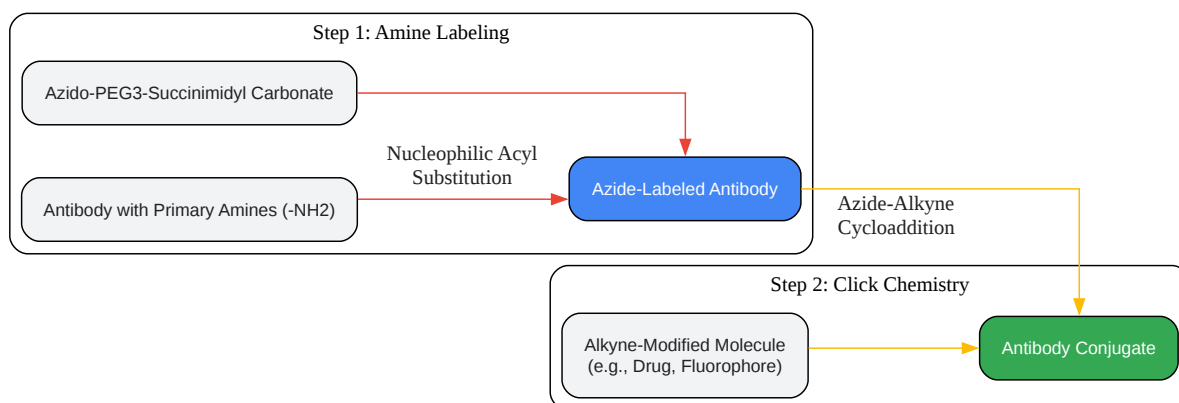 Step 1: Amine Labeling
Azido-PEG3-Succinimidyl Carbonate
Nucleophilic Acyl
Substitution
Antibody with Primary Amines (-NH2)
Azide-Labeled Antibody
Azide-Alkyne
Cycloaddition
Step 2: Click Chemistry
Alkyne-Modified Molecule
(e.g., Drug, Fluorophore)
Antibody Conjugate